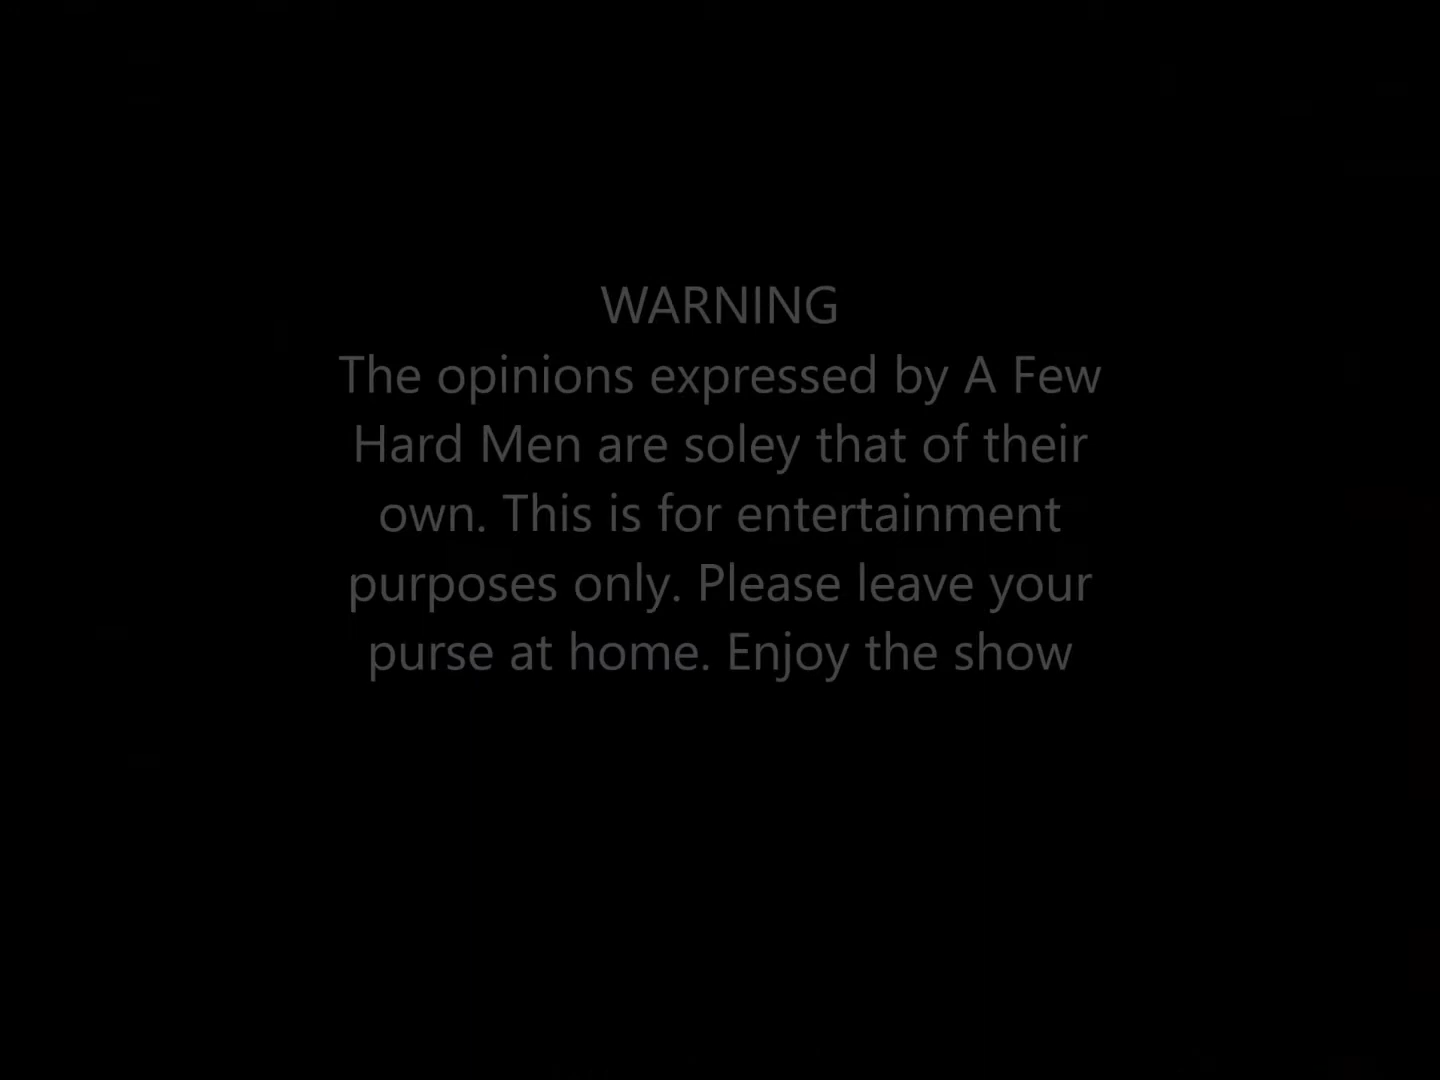 WARNING
The opinions expressed by A Few
Hard Men are soley that of their
own. This is for entertainment
purposes only. Please leave your
purse at home. Enjoy the show